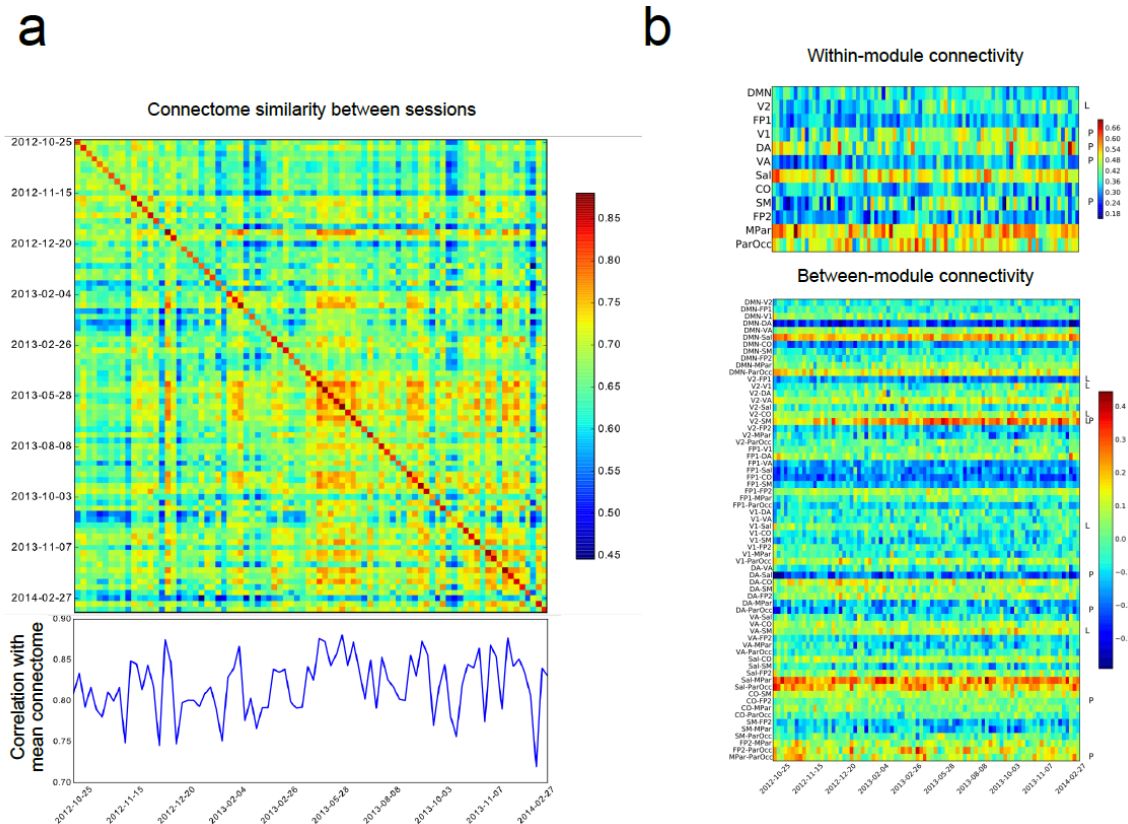 a
Connectome similarity between sessions
2012-10-25
2012-11-15
2012-12-20
2013-02-04
2013-02-26
2013-05-28
2013-08-08
2013-10-03
2013-11-07
2014-02-27
0.85
0.80
0.75
0.70
0.65
0.60
0.55
0.50
0.45
Correlation with
mean connectome
0.90
0.85
0.80
0.75
0.70
2012-10-25
2012-11-15
2012-12-20
2013-02-04
2013-02-26
2013-05-28
2013-08-08
2013-10-03
2013-11-07
2014-02-27
b
Within-module connectivity
DMN
V2 L
FP1
V1 P
DA P
VA P
Sal
CO
SM P
FP2
MPar
ParOcc
0.66
0.60
0.54
0.48
0.42
0.36
0.30
0.24
0.18
Between-module connectivity
DMN-V2
DMN-FP1
DMN-V1
DMN-DA
DMN-VA
DMN-Sal
DMN-CO
DMN-SM
DMN-FP2
DMN-MPar
DMN-ParOcc
V2-FP1 L
V2-V1 L
V2-DA
V2-VA
V2-Sal
V2-CO L
V2-SM
V2-FP2
V2-MPar
V2-ParOcc
FP1-V1
FP1-DA
FP1-VA
FP1-Sal
FP1-CO
FP1-SM
FP1-FP2
FP1-MPar
FP1-ParOcc
V1-DA
V1-VA
V1-Sal L
V1-CO
V1-SM
V1-FP2
V1-MPar
V1-ParOcc
DA-VA
DA-Sal P
DA-CO
DA-SM
DA-FP2
DA-MPar
DA-ParOcc P
VA-Sal
VA-CO
VA-SM L
VA-FP2
VA-MPar
VA-ParOcc
Sal-CO
Sal-SM
Sal-FP2
Sal-MPar
Sal-ParOcc
CO-SM
CO-FP2 P
CO-MPar
CO-ParOcc
SM-FP2
SM-MPar
SM-ParOcc
FP2-MPar
FP2-ParOcc
MPar-ParOcc P
0.4
0.3
0.2
0.1
0.0
−0.1
−0.2
−0.3
−0.
2012-10-25
2012-11-15
2012-12-20
2013-02-04
2013-02-26
2013-05-28
2013-08-08
2013-10-03
2013-11-07
2014-02-27